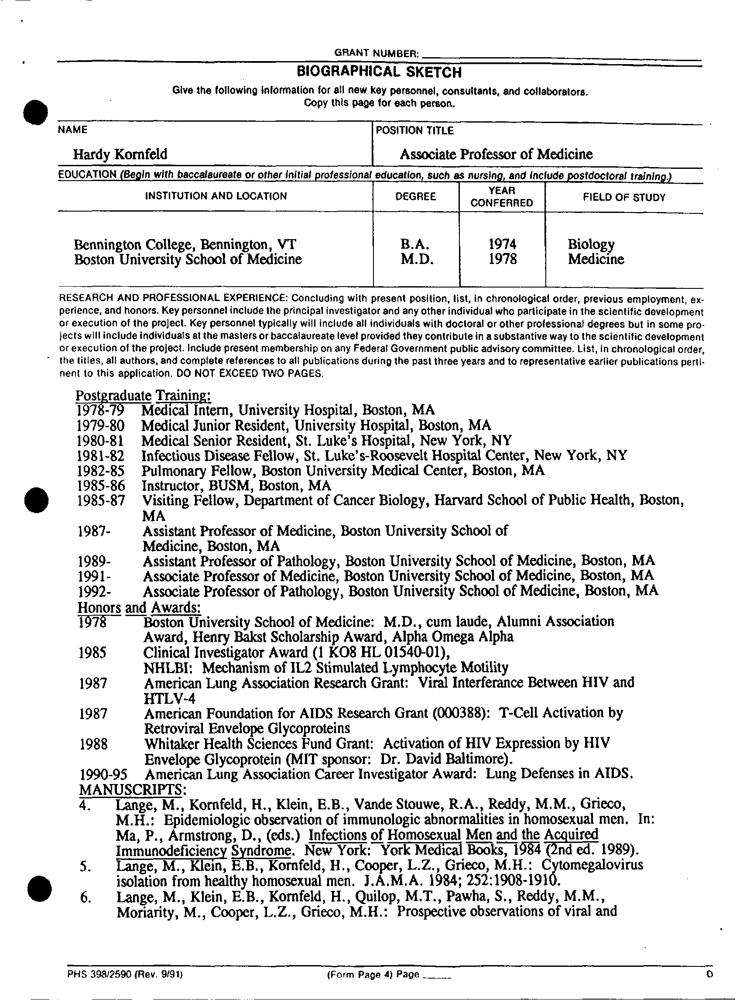 GRANT NUMBER:
BIOGRAPHICAL SKETCH
Give the following information for all new key personnel, consultants, and collaborators.
Copy this page for each person.
NAME
POSITION TITLE
Hardy Kornfeld
Associate Professor of Medicine
EDUCATION (Begin with baccalaureate or other initial professional education, such as nursing, and include postdoctoral training.)
INSTITUTION AND LOCATION
DEGREE
YEAR
CONFERRED
FIELD OF STUDY
Bennington College, Bennington, VT B.A. 1974 Biology
Boston University School of Medicine M.D. 1978 Medicine
RESEARCH AND PROFESSIONAL EXPERIENCE: Concluding with present position, list, in chronological order, previous employment, ex-
perience, and honors. Key personnel include the principal investigator and any other individual who participate in the scientific development
or execution of the project. Key personnel typically will include all individuals with doctoral or other professional degrees but in some pro-
jects will include individuals at the masters or baccalaureate level provided they contribute in a substantive way to the scientific development
or execution of the project. Include present membership on any Federal Government public advisory committee. List, in chronological order,
the titles, all authors, and complete references to all publications during the past three years and to representative earlier publications perti-
nent to this application. DO NOT EXCEED TWO PAGES.
Postgraduate Training:
1978-79 Medical Intern, University Hospital, Boston, MA
1979-80 Medical Junior Resident, University Hospital, Boston, MA
1980-81 Medical Senior Resident, St. Luke's Hospital, New York, NY
1981-82 Infectious Disease Fellow, St. Luke's-Roosevelt Hospital Center, New York, NY
1982-85 Pulmonary Fellow, Boston University Medical Center, Boston, MA
1985-86 Instructor, BUSM, Boston, MA
1985-87 Visiting Fellow, Department of Cancer Biology, Harvard School of Public Health, Boston,
MA
1987- Assistant Professor of Medicine, Boston University School of
Medicine, Boston, MA
1989- Assistant Professor of Pathology, Boston University School of Medicine, Boston, MA
1991- Associate Professor of Medicine, Boston University School of Medicine, Boston, MA
1992- Associate Professor of Pathology, Boston University School of Medicine, Boston, MA
Honors and Awards:
1978 Boston University School of Medicine: M.D., cum laude, Alumni Association
Award, Henry Bakst Scholarship Award, Alpha Omega Alpha
1985 Clinical Investigator Award (1 KO8 HL 01540-01),
NHLBI: Mechanism of IL2 Stimulated Lymphocyte Motility
1987 American Lung Association Research Grant: Viral Interferance Between HIV and
HTLV-4
1987 American Foundation for AIDS Research Grant (000388): T-Cell Activation by
Retroviral Envelope Glycoproteins
1988 Whitaker Health Sciences Fund Grant: Activation of HIV Expression by HIV
Envelope Glycoprotein (MIT sponsor: Dr. David Baltimore).
1990-95 American Lung Association Career Investigator Award: Lung Defenses in AIDS.
MANUSCRIPTS:
4. Lange, M., Kornfeld, H., Klein, E.B., Vande Stouwe, R.A., Reddy, M.M., Grieco,
M.H.: Epidemiologic observation of immunologic abnormalities in homosexual men. In:
Ma, P., Armstrong, D., (eds.) Infections of Homosexual Men and the Acquired
Immunodeficiency Syndrome. New York: York Medical Books, 1984 (2nd ed. 1989).
5. Lange, M., Klein, E.B., Kornfeld, H., Cooper, L.Z., Grieco, M.H.: Cytomegalovirus
isolation from healthy homosexual men. J.A.M.A. 1984; 252:1908-1910.
6. Lange, M., Klein, E.B., Kornfeld, H., Quilop, M.T., Pawha, S., Reddy, M.M.,
Moriarity, M., Cooper, L.Z., Grieco, M.H.: Prospective observations of viral and
PHS 398/2590 (Rev. 9/91) (Form Page 4) Page D